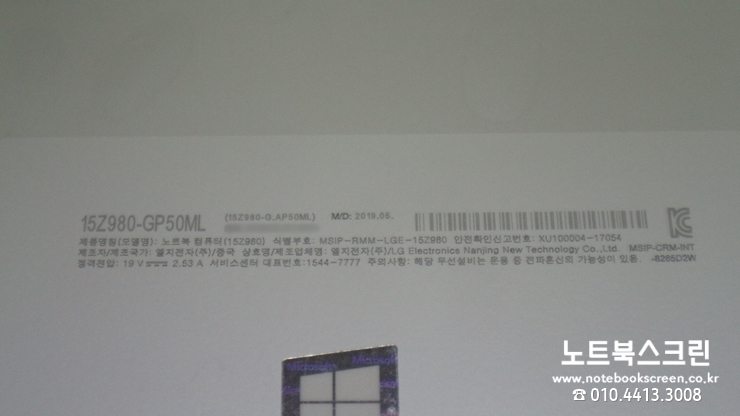 15Z980-GP50ML (15Z980-G.AP50ML) M/D: 2019.05.
제품명칭(모델명): 노트북 컴퓨터(15Z980) 식별부호: MSIP-RMM-LGE-15Z980 안전확인신고번호: XU100004-17054
제조자/제조국가: 엘지전자(주)/중국 상호명/제조업체명: 엘지전자(주)/LG Electronics Nanjing New Technology Co.,Ltd. MSIP-CRM-INT
정격전압: 19 V 2.53 A 서비스센터 대표번호:1544-7777 주의사항: 해당 무선설비는 운용 중 전파혼신의 가능성이 있음. -8265D2W
Microsoft Microsoft
노트북스크린
www.notebookscreen.co.kr
☎ 010.4413.3008